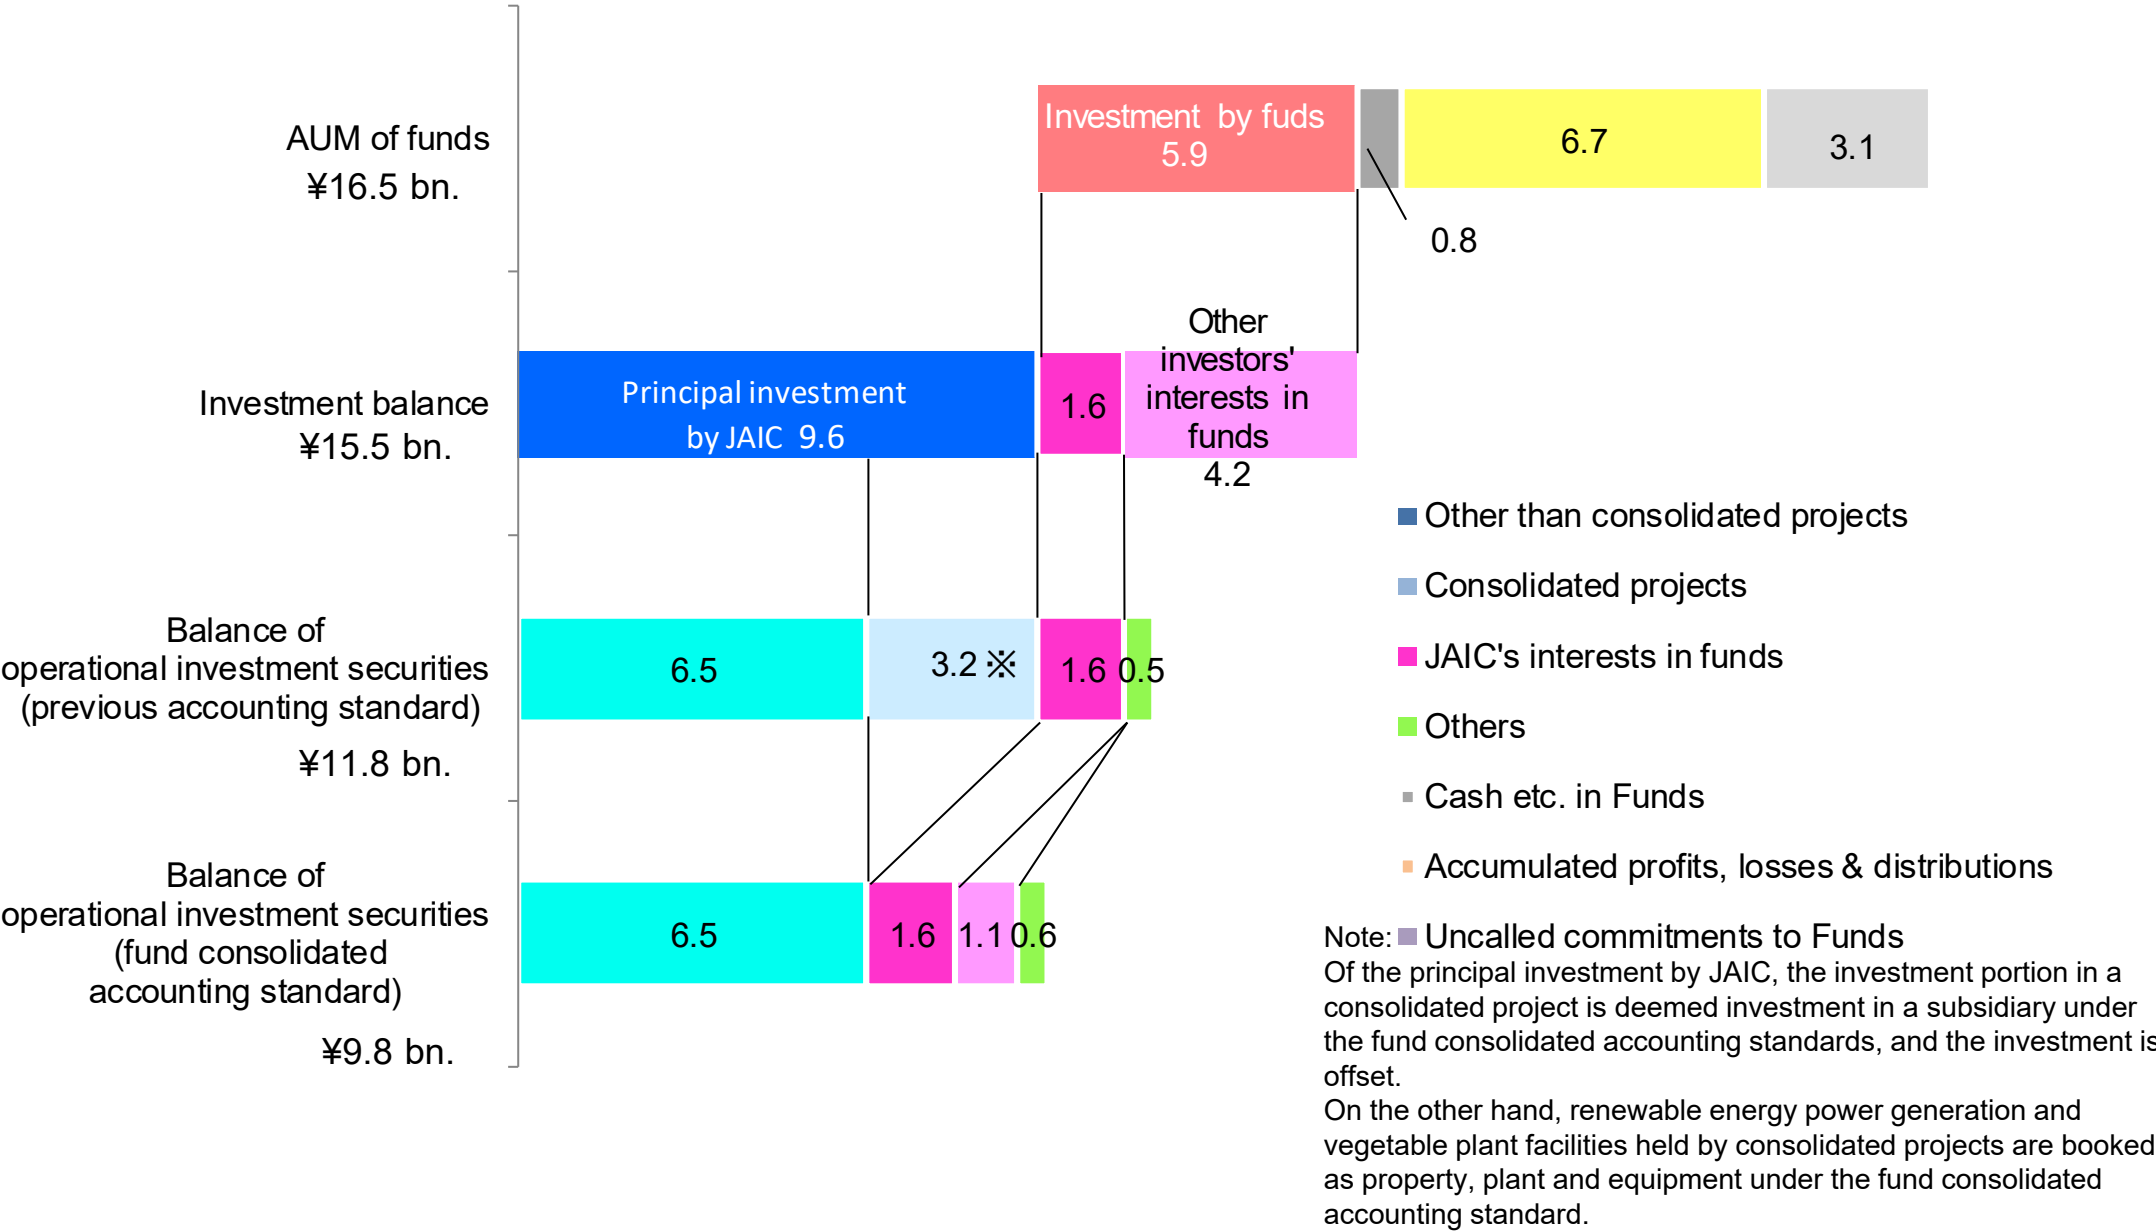 AUM of funds
¥16.5 bn.
Investment by fuds
5.9
6.7
3.1
0.8
Investment balance
¥15.5 bn.
Principal investment
by JAIC 9.6
1.6
Other
investors'
interests in
funds
4.2
Balance of
operational investment securities
(previous accounting standard)
¥11.8 bn.
6.5
3.2 ※
1.6
0.5
Balance of
operational investment securities
(fund consolidated
accounting standard)
¥9.8 bn.
6.5
1.6
1.1
0.6
Other than consolidated projects
Consolidated projects
JAIC's interests in funds
Others
Cash etc. in Funds
Accumulated profits, losses & distributions
Uncalled commitments to Funds
Note:
Of the principal investment by JAIC, the investment portion in a
consolidated project is deemed investment in a subsidiary under
the fund consolidated accounting standards, and the investment is
offset.
On the other hand, renewable energy power generation and
vegetable plant facilities held by consolidated projects are booked
as property, plant and equipment under the fund consolidated
accounting standard.